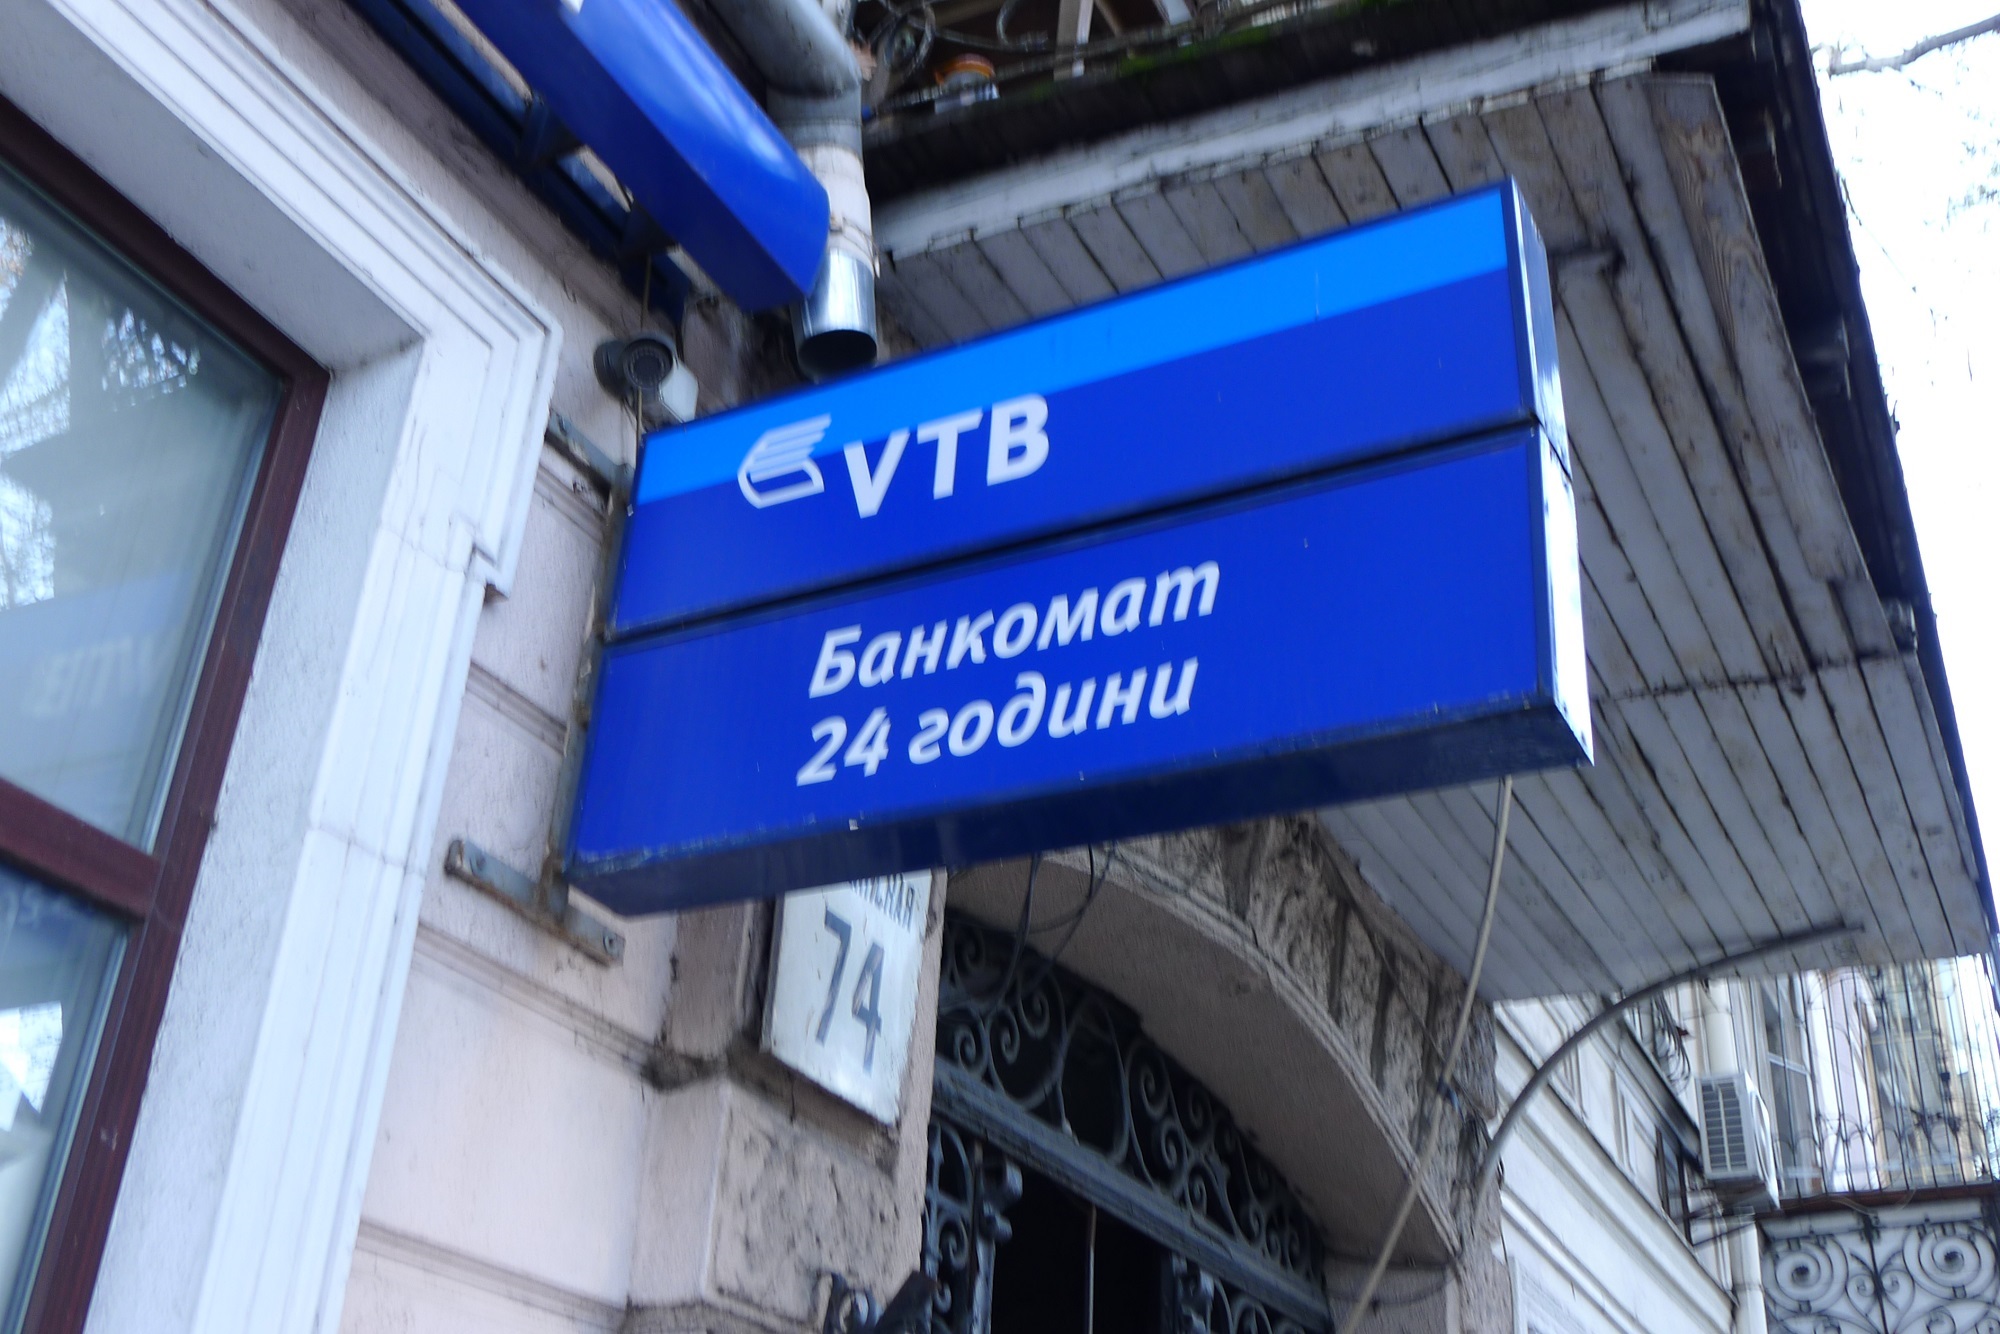 VTB
Банкомат
24 години
74